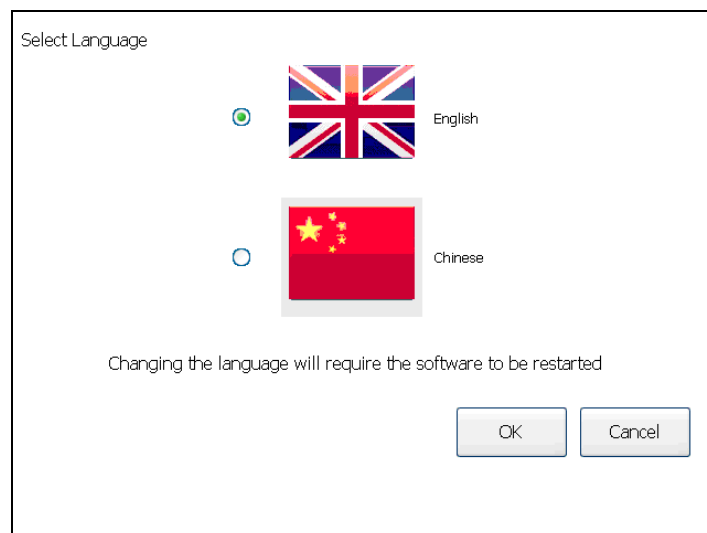 Select Language
English
Chinese
Changing the language will require the software to be restarted
OK
Cancel